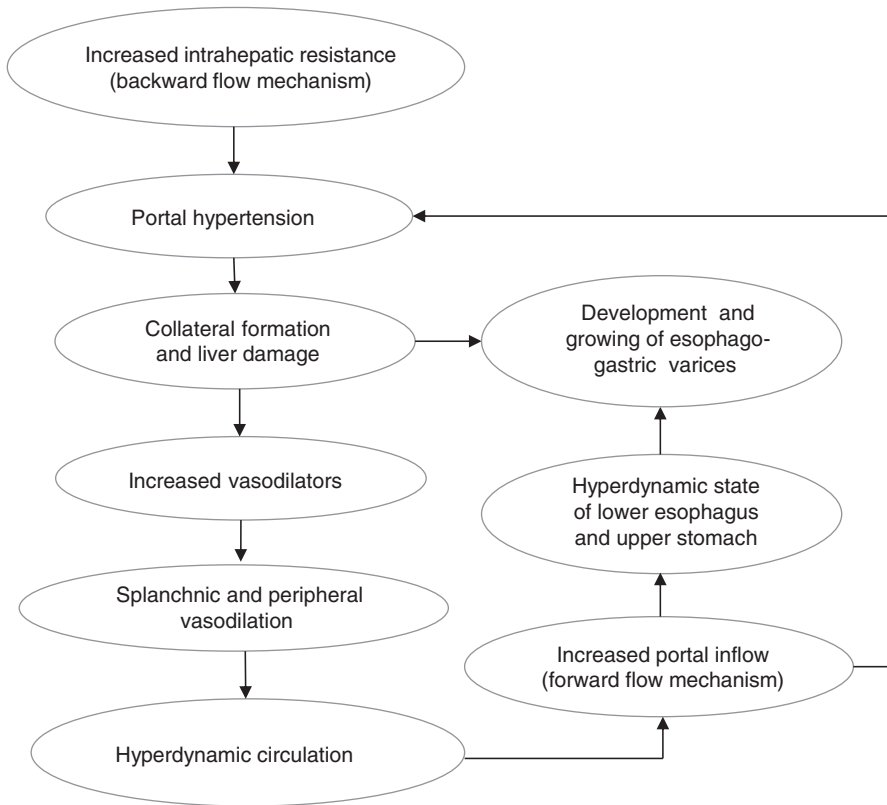 Increased intrahepatic resistance
(backward flow mechanism)
Portal hypertension
Collateral formation
and liver damage
Development and
growing of esophago-
gastric varices
Increased vasodilators
Hyperdynamic state
of lower esophagus
and upper stomach
Splanchnic and peripheral
vasodilation
Increased portal inflow
(forward flow mechanism)
Hyperdynamic circulation